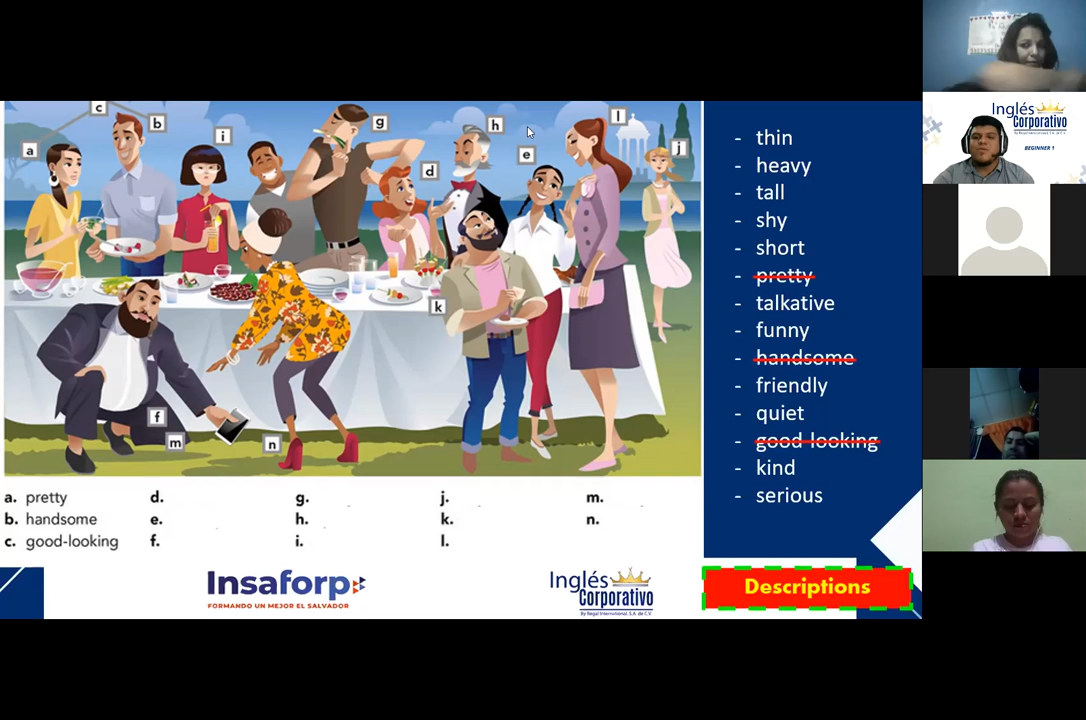 c
b
a
i
g
h
e
d
l
j
k
f
m
n
- thin
- heavy
- tall
- shy
- short
- pretty
- talkative
- funny
- handsome
- friendly
- quiet
- good-looking
- kind
- serious
a. pretty
b. handsome
c. good-looking
d.
e.
f.
g.
h.
i.
j.
k.
l.
m.
n.
Insaforp
FORMANDO UN MEJOR EL SALVADOR
Inglés
Corporativo
By Regal International, S.A. de C.V.
Descriptions
Inglés
Corporativo
BEGINNER 1